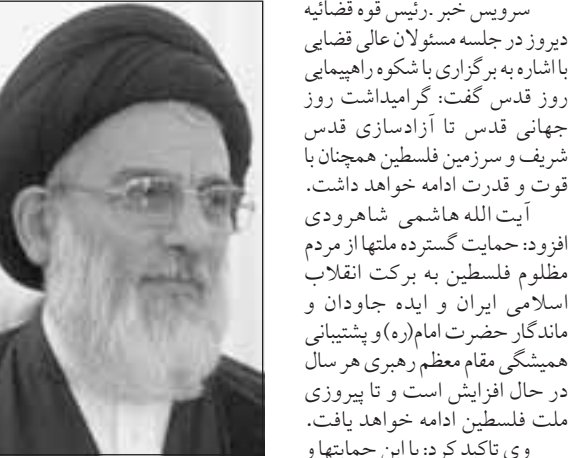 سرویس خبر ـ رئیس قوه قضائیه
دیروز در جلسه مسئولان عالی قضایی
با اشاره به برگزاری با شکوه راهپیمایی
روز قدس گفت: گرامیداشت روز
جهانی قدس تا آزادسازی قدس
شریف و سرزمین فلسطین همچنان با
قوت و قدرت ادامه خواهد داشت.
آیت الله هاشمی شاهرودی
افزود: حمایت گسترده ملتها از مردم
مظلوم فلسطین به برکت انقلاب
اسلامی ایران و ایده جاودان و
ماندگار حضرت امام(ره) و پشتیبانی
همیشگی مقام معظم رهبری هر سال
در حال افزایش است و تا پیروزی
ملت فلسطین ادامه خواهد یافت.
وی تاکید کرد: با این حمایتها و